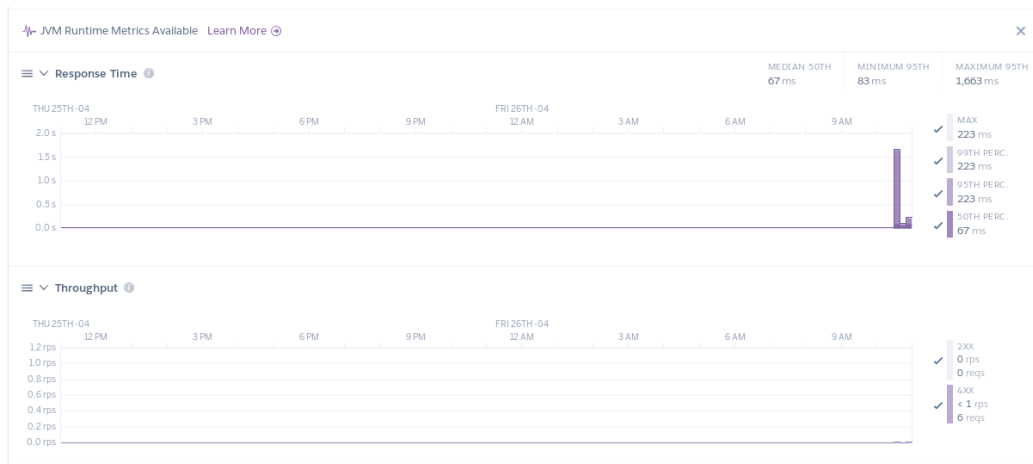 JVM Runtime Metrics Available Learn More
Response Time
MEDIAN 50TH MINIMUM 95TH MAXIMUM 95TH
67 ms 83 ms 1,663 ms
THU 25TH -04 FRI 26TH -04
12 PM 3 PM 6 PM 9 PM 12 AM 3 AM 6 AM 9 AM
2.0 s
1.5 s
1.0 s
0.5 s
0.0 s
MAX
223 ms
99TH PERC.
223 ms
95TH PERC.
223 ms
50TH PERC.
67 ms
Throughput
THU 25TH -04 FRI 26TH -04
12 PM 3 PM 6 PM 9 PM 12 AM 3 AM 6 AM 9 AM
1.2 rps
1.0 rps
0.8 rps
0.6 rps
0.4 rps
0.2 rps
0.0 rps
2XX
0 rps
0 reqs
4XX
< 1 rps
6 reqs